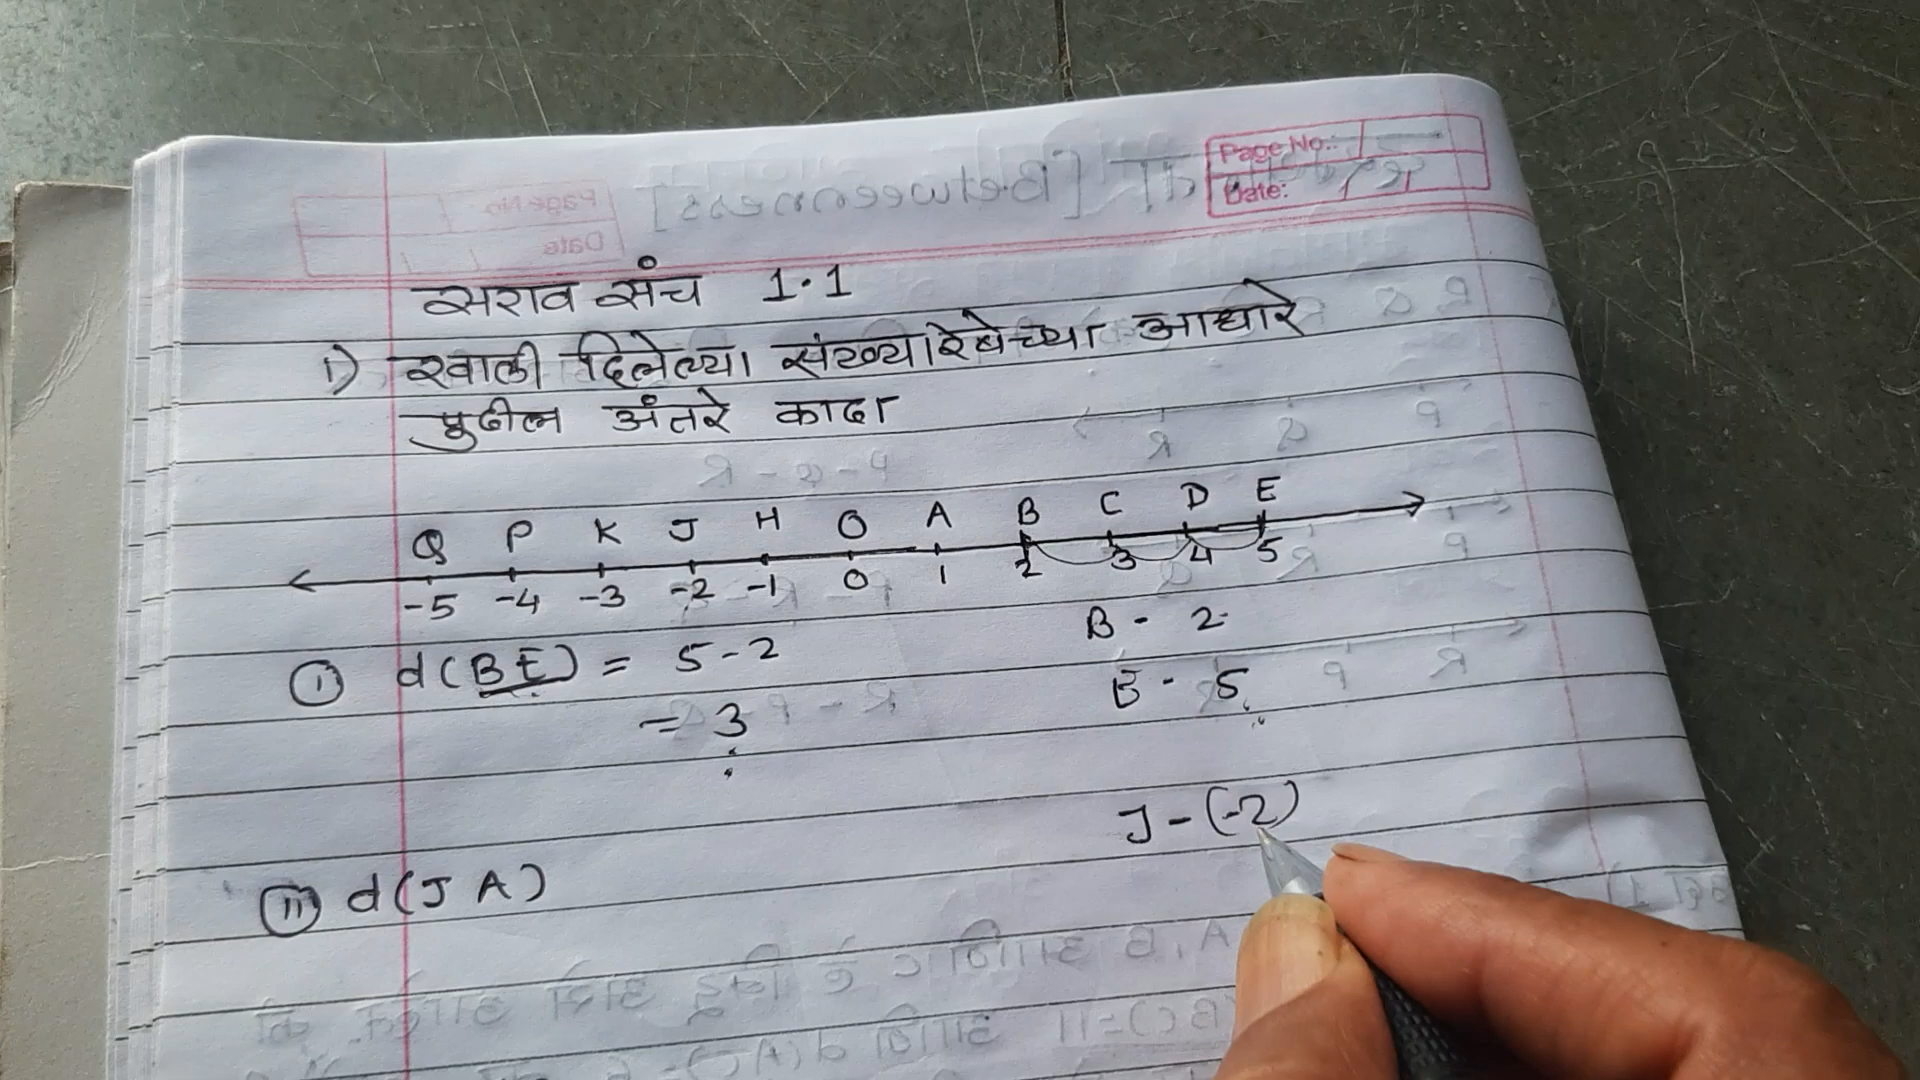 Page No.:
Date:
सराव संच 1.1
1) खाली दिलेल्या संख्यारेषेच्या आधारे
पुढील अंतरे काढा
Q P K J H O A B C D E
-5 -4 -3 -2 -1 0 1 2 3 4 5
(i) d(BE) = 5-2
= 3
B - 2
E - 5
J - (-2)
(ii) d(JA)